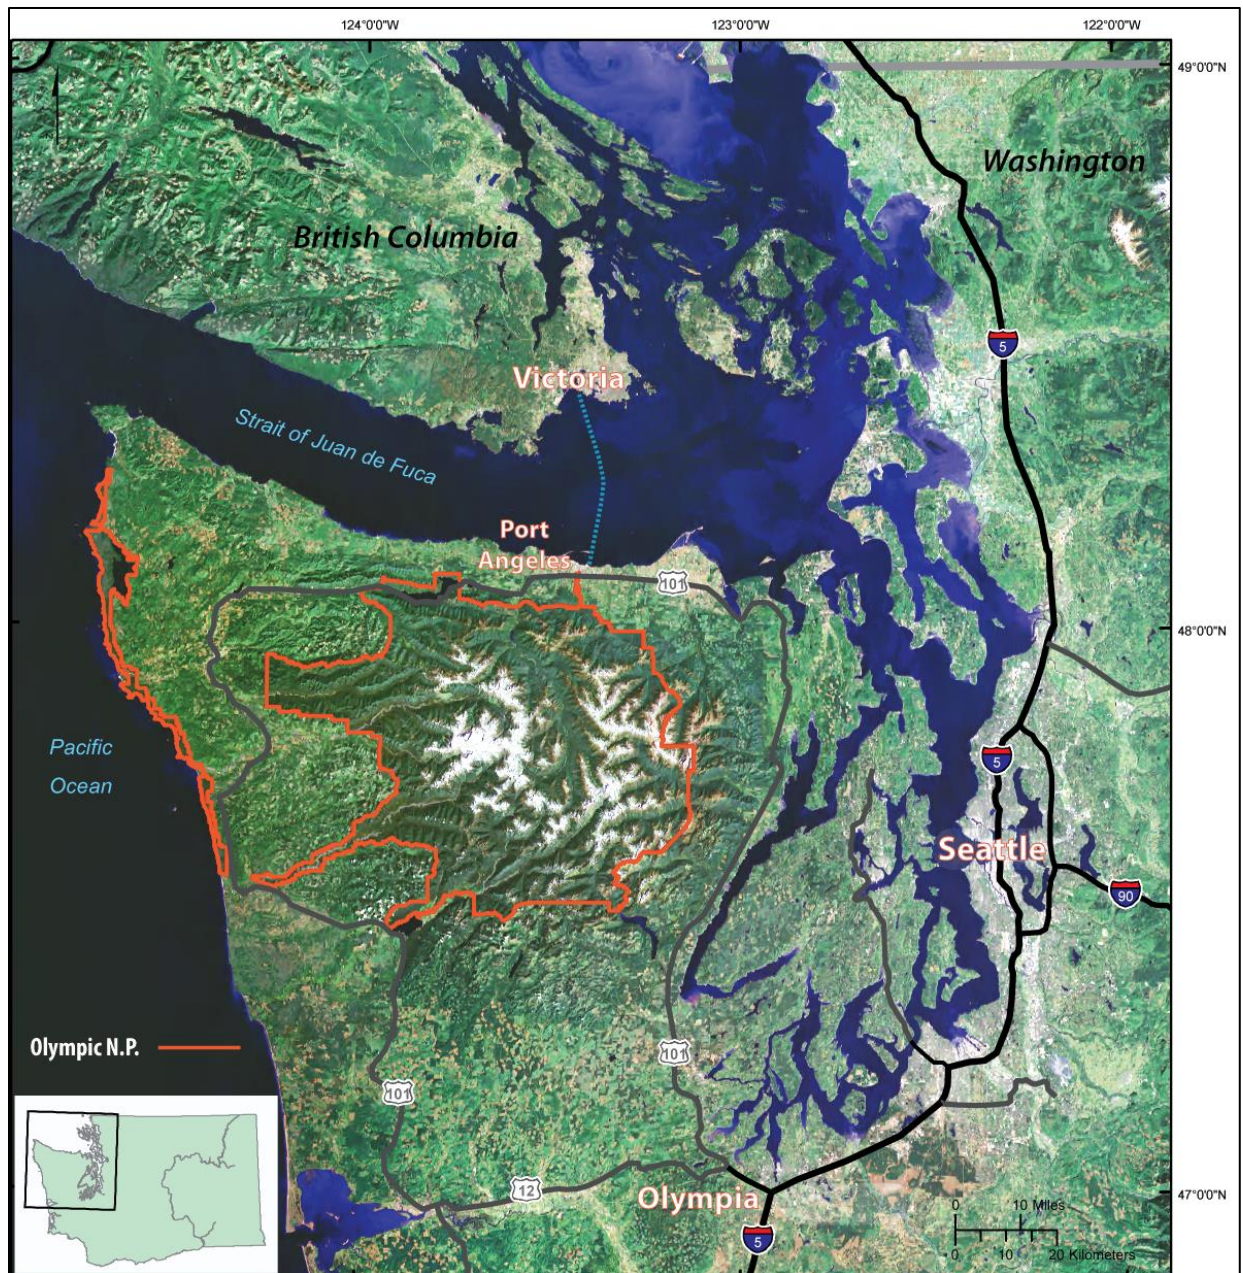 124°0'0"W
123°0'0"W
122°0'0"W
49°0'0"N
Washington
British Columbia
5
Victoria
Strait of Juan de Fuca
Port
Angeles
101
48°0'0"N
Pacific
Ocean
5
Seattle
90
Olympic N.P.
101
101
12
Olympia
47°0'0"N
0 10 Miles
0 10 20 Kilometers
5